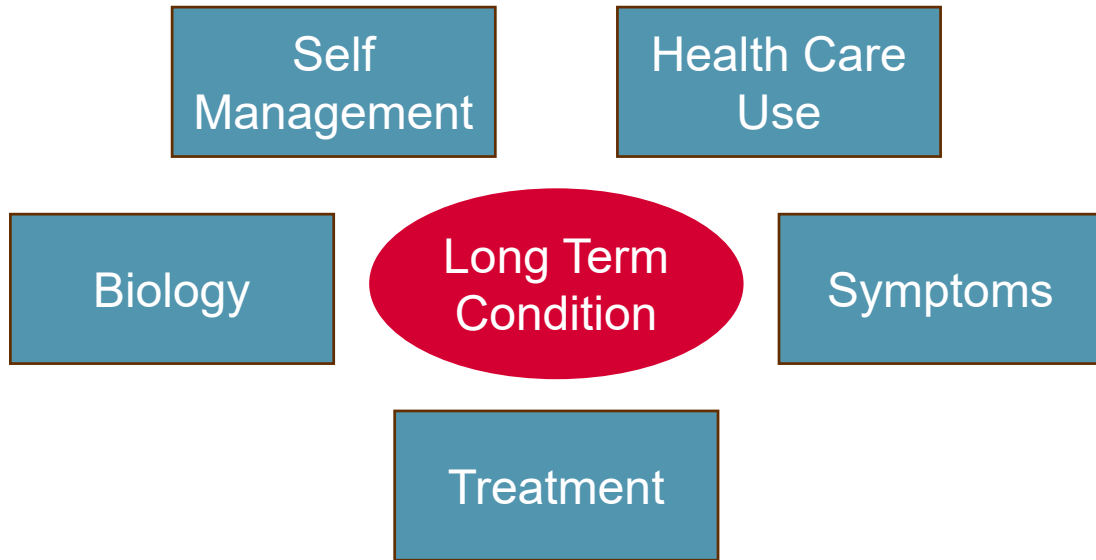 Self
Management
Health Care
Use
Biology
Long Term
Condition
Symptoms
Treatment